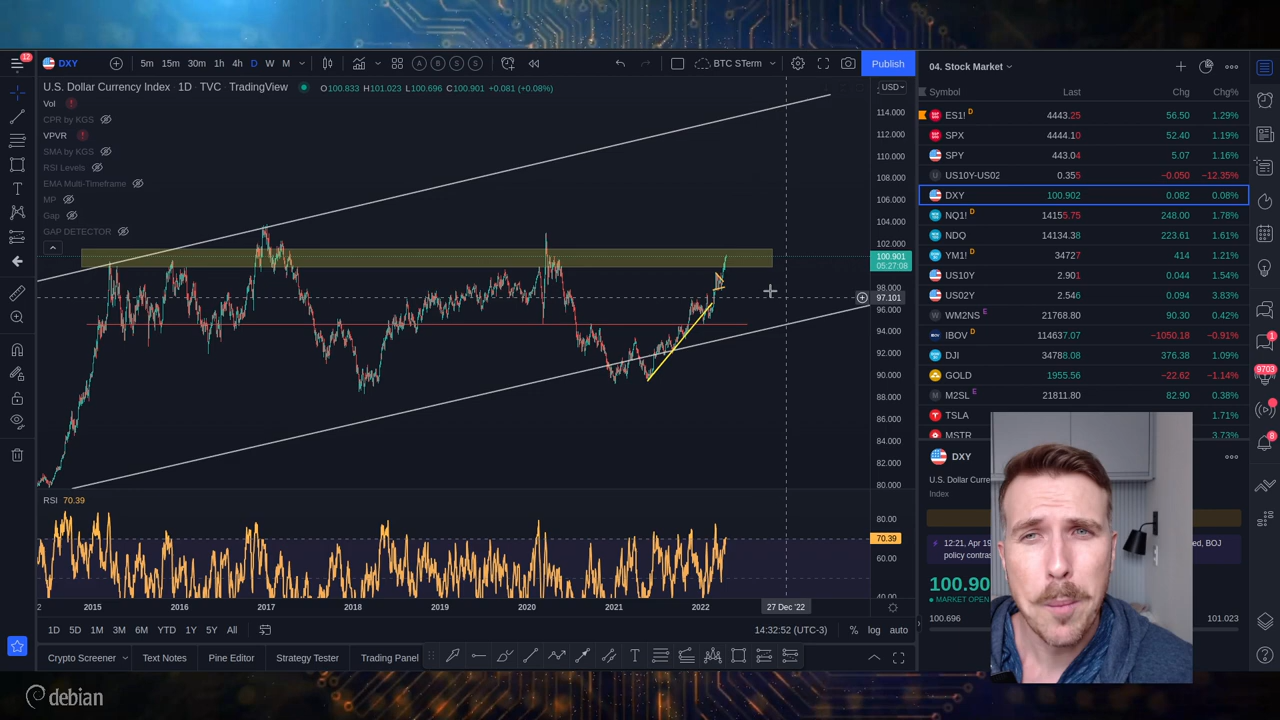 12
DXY
5m 15m 30m 1h 4h D W M
A B S S
BTC STerm
Publish
U.S. Dollar Currency Index · 1D · TVC · TradingView
O100.833 H101.023 L100.696 C100.901 +0.081 (+0.08%)
USD
Vol
CPR by KGS
VPVR
SMA by KGS
RSI Levels
EMA Multi-Timeframe
MP
Gap
GAP DETECTOR
114.000
112.000
110.000
108.000
106.000
104.000
102.000
100.901
05:27:08
98.000
97.101
96.000
94.000
92.000
90.000
88.000
86.000
84.000
82.000
80.000
RSI 70.39
80.00
70.39
60.00
40.00
2 2015 2016 2017 2018 2019 2020 2021 2022 27 Dec '22
1D 5D 1M 3M 6M YTD 1Y 5Y All
14:32:52 (UTC-3) % log auto
Crypto Screener Text Notes Pine Editor Strategy Tester Trading Panel
04. Stock Market
Symbol Last Chg Chg%
ES1! D 4443.25 56.50 1.29%
SPX 4444.10 52.40 1.19%
SPY 443.04 5.07 1.16%
US10Y-US02 0.355 −0.050 −12.35%
DXY 100.902 0.082 0.08%
NQ1! D 14155.75 248.00 1.78%
NDQ 14134.38 223.61 1.61%
YM1! D 34727 414 1.21%
US10Y 2.901 0.044 1.54%
US02Y 2.546 0.094 3.83%
WM2NS E 21768.80 90.30 0.42%
IBOV D 114637.07 −1050.18 −0.91%
DJI 34788.08 376.38 1.09%
GOLD 1955.56 −22.62 −1.14%
M2SL E 21811.80 82.90 0.38%
TSLA 1.71%
MSTR 3.73%
1
9703
8
DXY
U.S. Dollar Curre
Index
12:21, Apr 19
ed, BOJ
policy contras
100.90
MARKET OPEN
100.696 101.023
debian